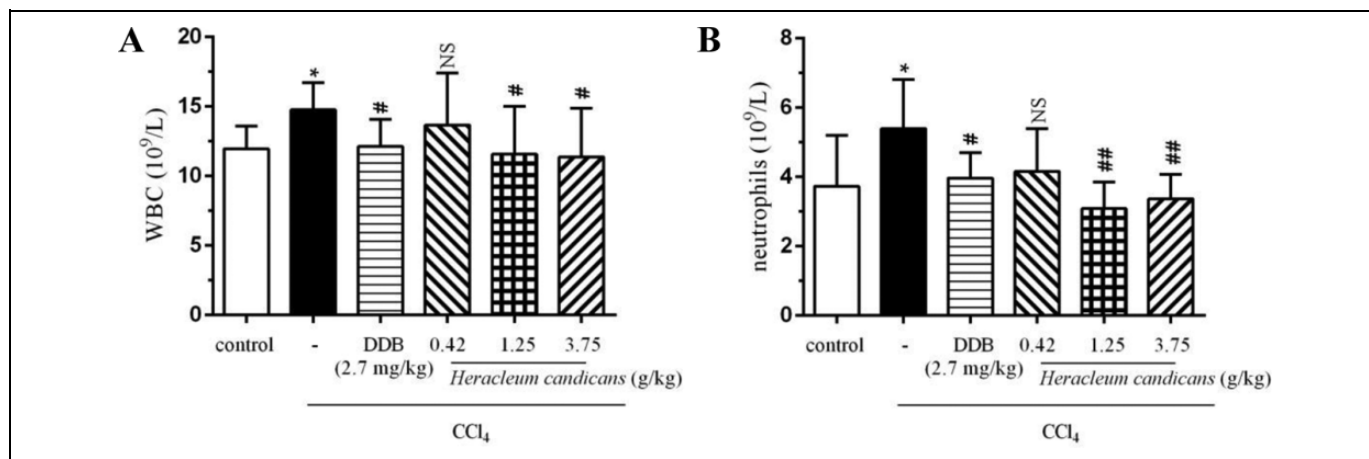 A
WBC (10⁹/L)
20
15
10
5
0
*
#
NS
#
#
control
-
DDB
(2.7 mg/kg)
0.42
1.25
3.75
Heracleum candicans (g/kg)
CCl₄
B
neutrophils (10⁹/L)
8
6
4
2
0
*
#
NS
##
##
control
-
DDB
(2.7 mg/kg)
0.42
1.25
3.75
Heracleum candicans (g/kg)
CCl₄